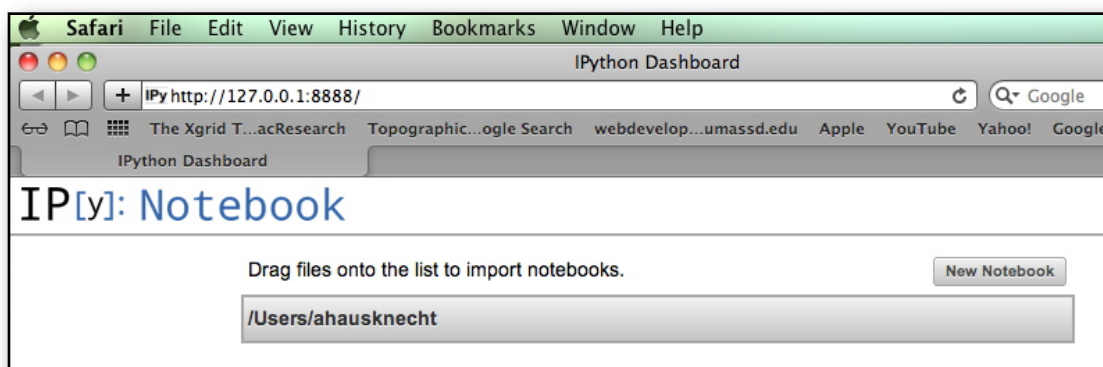 Safari File Edit View History Bookmarks Window Help
IPython Dashboard
+ IPy http://127.0.0.1:8888/ Google
The Xgrid T...acResearch Topographic...ogle Search webdevelop...umassd.edu Apple YouTube Yahoo! Google
IPython Dashboard
IP[y]: Notebook
Drag files onto the list to import notebooks. New Notebook
/Users/ahausknecht